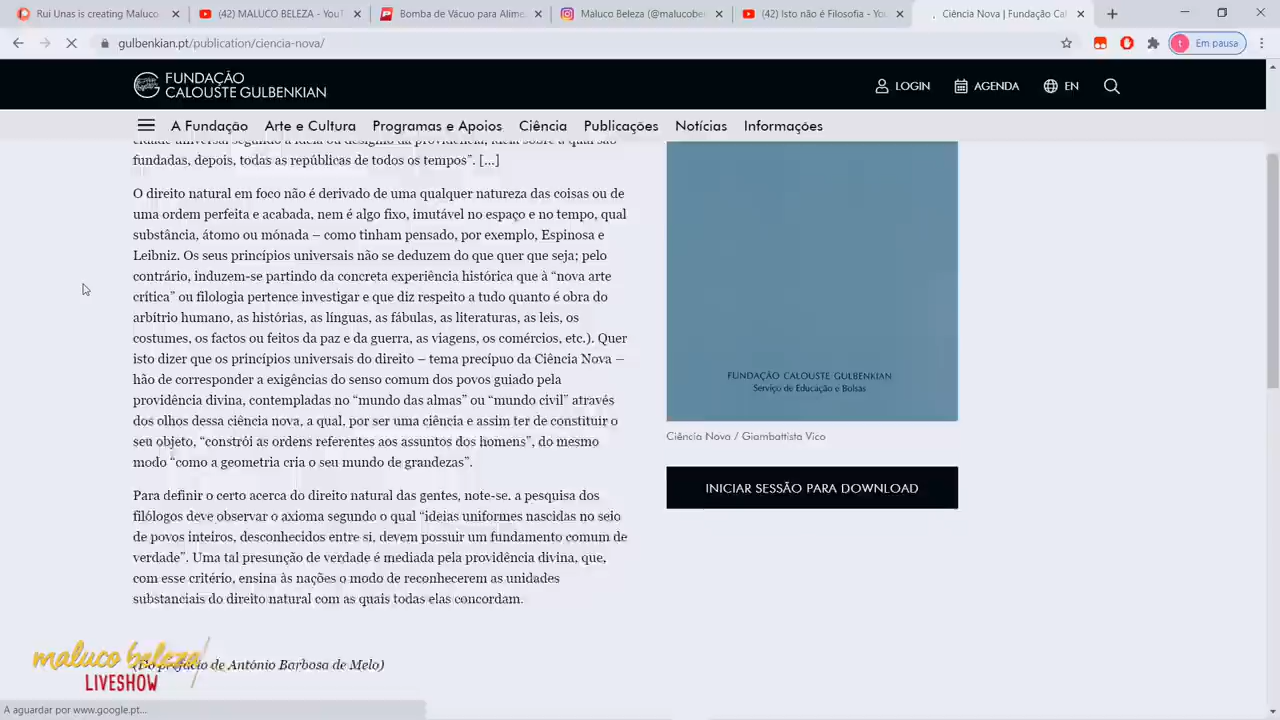 Rui Unas is creating Maluco
(42) MALUCO BELEZA - YouT
Bomba de Vácuo para Alime
Maluco Beleza (@malucobel
(42) Isto não é Filosofia - You
Ciência Nova | Fundação Cal
gulbenkian.pt/publication/ciencia-nova/
t
Em pausa
FUNDAÇÃO
CALOUSTE GULBENKIAN
LOGIN
AGENDA
EN
A Fundação
Arte e Cultura
Programas e Apoios
Ciência
Publicações
Notícias
Informações
cidade universal segundo a ideia ou desígnio da providência, ideia sobre a qual são
fundadas, depois, todas as repúblicas de todos os tempos”. [...]
O direito natural em foco não é derivado de uma qualquer natureza das coisas ou de
uma ordem perfeita e acabada, nem é algo fixo, imutável no espaço e no tempo, qual
substância, átomo ou mónada – como tinham pensado, por exemplo, Espinosa e
Leibniz. Os seus princípios universais não se deduzem do que quer que seja; pelo
contrário, induzem-se partindo da concreta experiência histórica que à “nova arte
crítica” ou filologia pertence investigar e que diz respeito a tudo quanto é obra do
arbítrio humano, as histórias, as línguas, as fábulas, as literaturas, as leis, os
costumes, os factos ou feitos da paz e da guerra, as viagens, os comércios, etc.). Quer
isto dizer que os princípios universais do direito – tema precípuo da Ciência Nova –
hão de corresponder a exigências do senso comum dos povos guiado pela
providência divina, contempladas no “mundo das almas” ou “mundo civil” através
dos olhos dessa ciência nova, a qual, por ser uma ciência e assim ter de constituir o
seu objeto, “constrói as ordens referentes aos assuntos dos homens”, do mesmo
modo “como a geometria cria o seu mundo de grandezas”.
Para definir o certo acerca do direito natural das gentes, note-se, a pesquisa dos
filólogos deve observar o axioma segundo o qual “ideias uniformes nascidas no seio
de povos inteiros, desconhecidos entre si, devem possuir um fundamento comum de
verdade”. Uma tal presunção de verdade é mediada pela providência divina, que,
com esse critério, ensina às nações o modo de reconhecerem as unidades
substanciais do direito natural com as quais todas elas concordam.
(Do prefácio de António Barbosa de Melo)
FUNDAÇÃO CALOUSTE GULBENKIAN
Serviço de Educação e Bolsas
Ciência Nova / Giambattista Vico
INICIAR SESSÃO PARA DOWNLOAD
maluco beleza
LIVESHOW
A aguardar por www.google.pt...